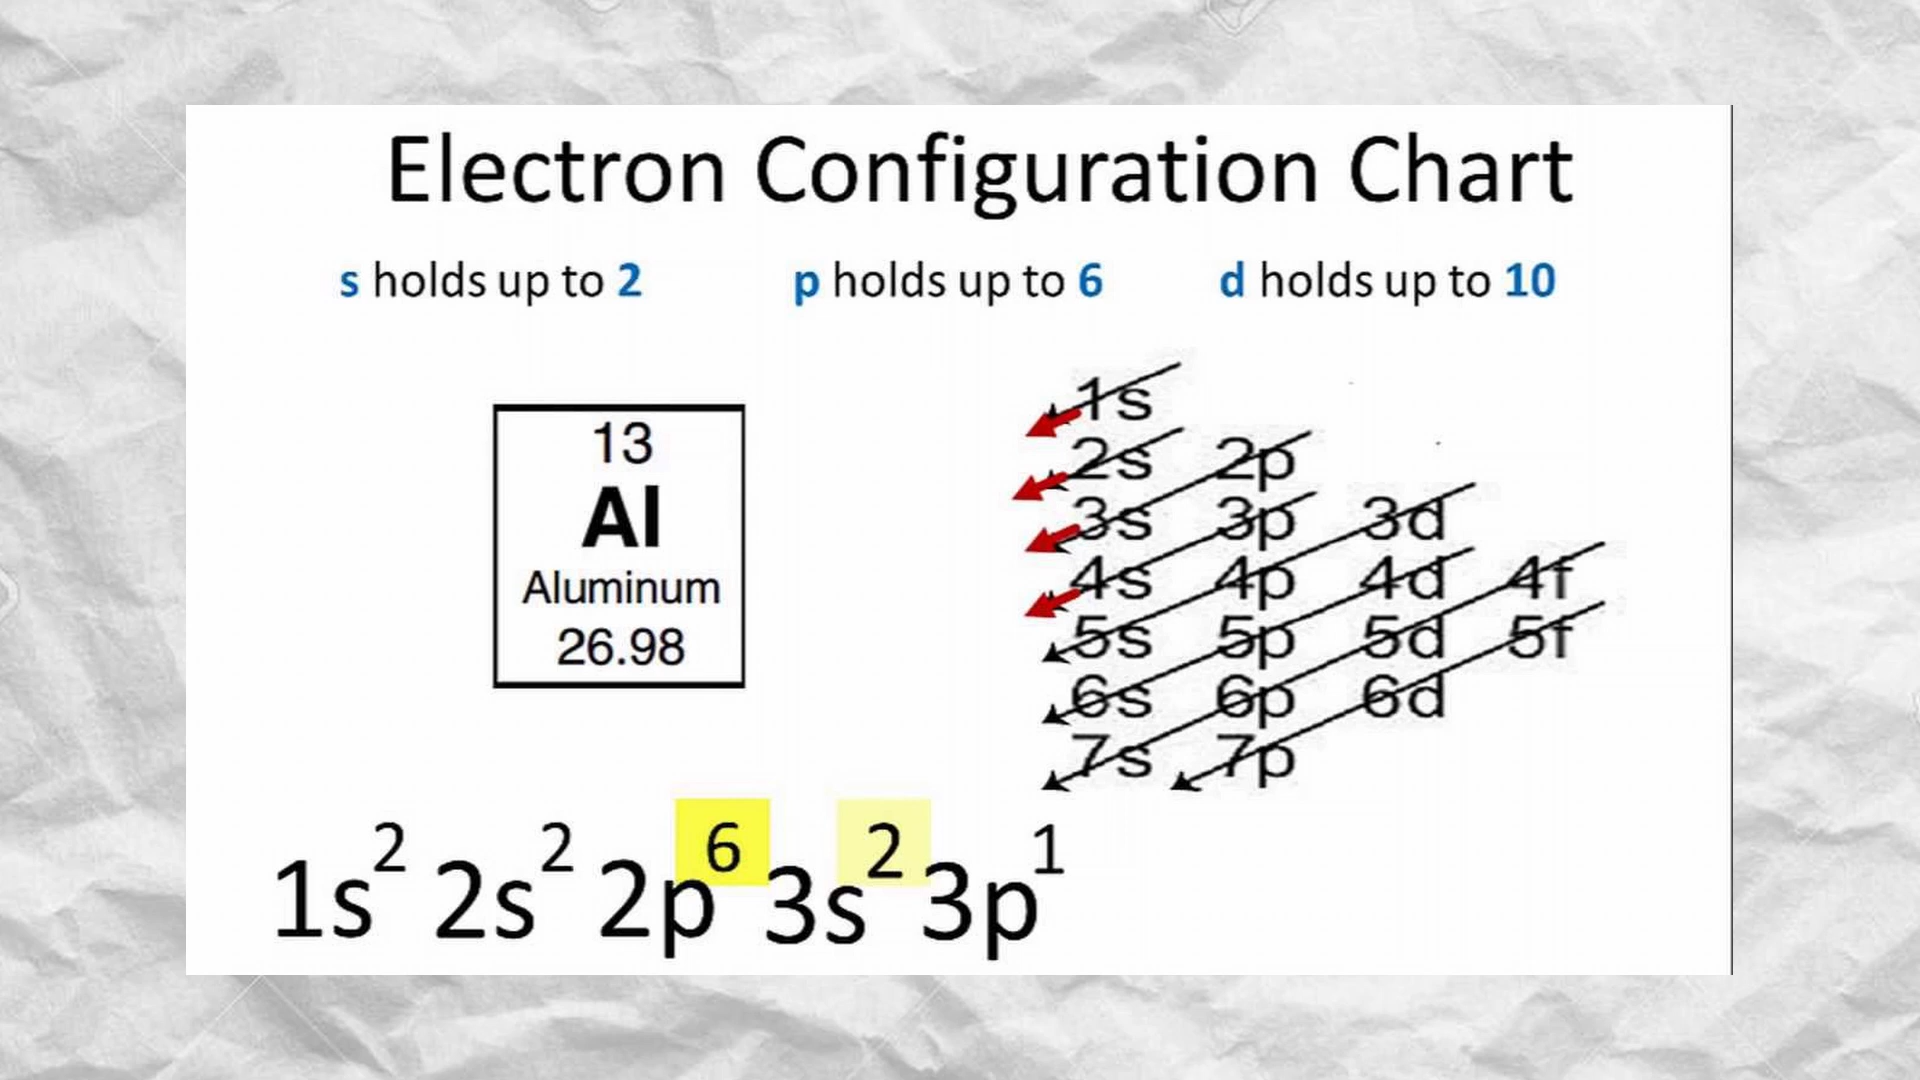 Electron Configuration Chart
s holds up to 2 p holds up to 6 d holds up to 10
13
Al
Aluminum
26.98
1s
2s 2p
3s 3p 3d
4s 4p 4d 4f
5s 5p 5d 5f
6s 6p 6d
7s 7p
1s² 2s² 2p⁶ 3s² 3p¹